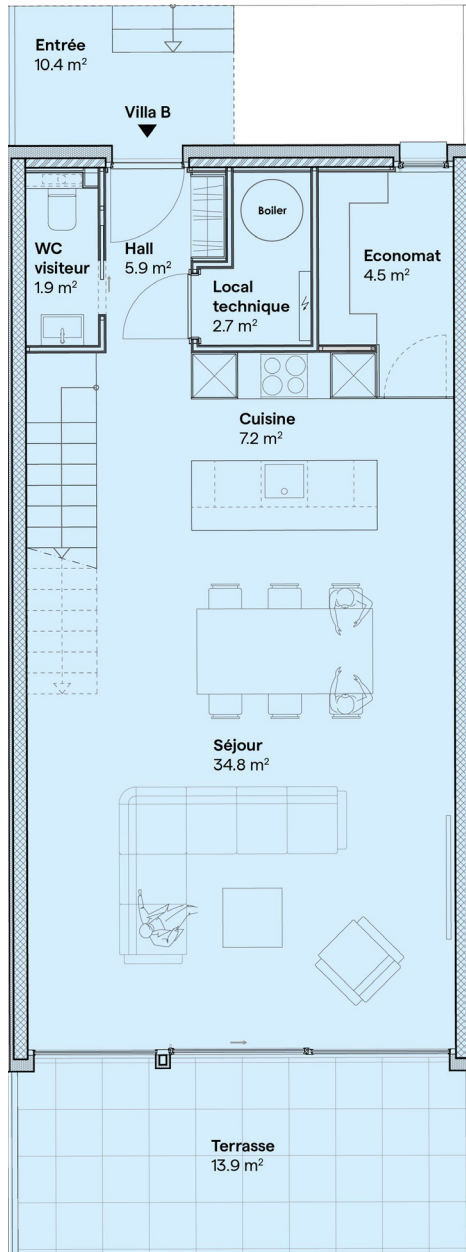 Entrée
10.4 m²
Villa B
WC
visiteur
1.9 m²
Hall
5.9 m²
Boiler
Local
technique
2.7 m²
Economat
4.5 m²
Cuisine
7.2 m²
Séjour
34.8 m²
Terrasse
13.9 m²